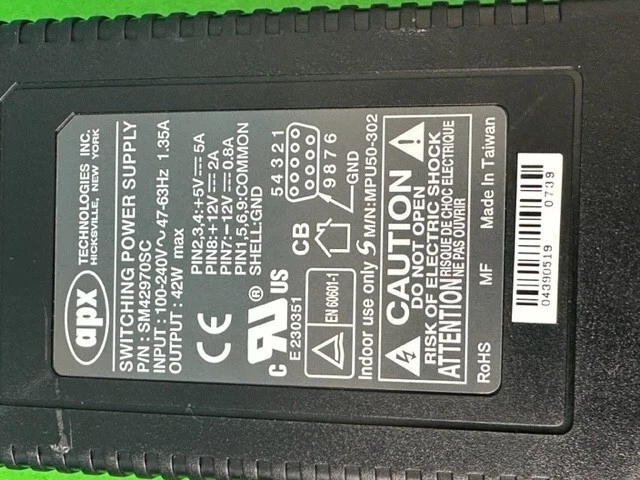 apx
TECHNOLOGIES INC.
HICKSVILLE, NEW YORK
SWITCHING POWER SUPPLY
P/N : SM42970SC
INPUT : 100-240V~ 47-63Hz 1.35A
OUTPUT : 42W max
PIN2,3,4:+5V⎓5A
PIN8:+12V⎓2A
PIN7:-12V⎓0.8A
PIN1,5,6,9:COMMON
SHELL:GND
5 4 3 2 1
9 8 7 6
GND
CE
c RU US
®
E230351
CB
EN 60601-1
Indoor use only S M/N:MPU50-302
CAUTION
DO NOT OPEN
RISK OF ELECTRIC SHOCK
ATTENTION RISQUE DE CHOC ELECTRIQUE
NE PAS OUVRIR
RoHS MF Made In Taiwan
04390519 0739